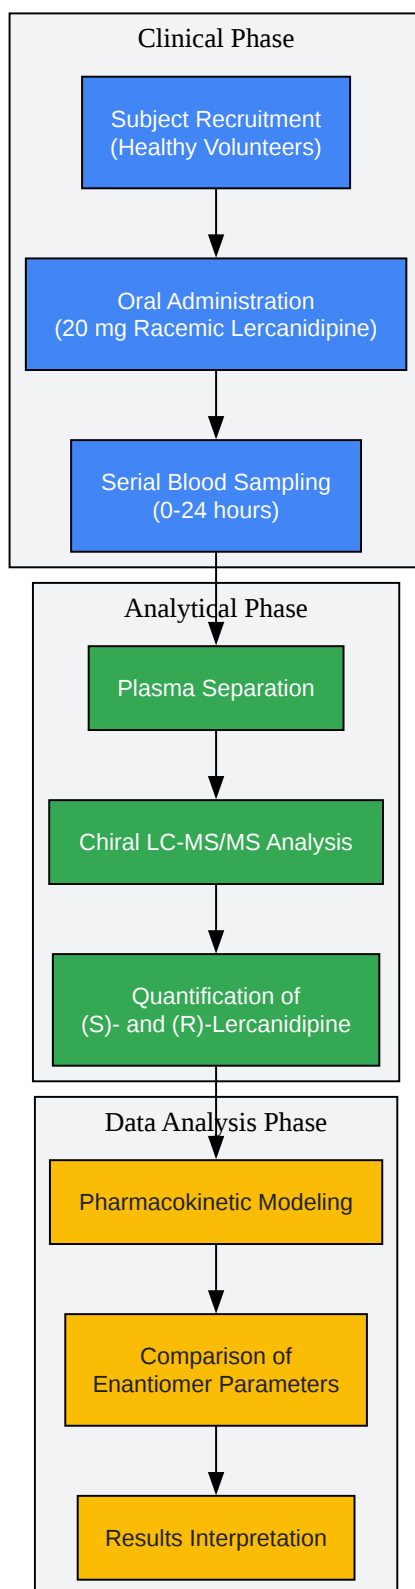 Clinical Phase
Subject Recruitment
(Healthy Volunteers)
Oral Administration
(20 mg Racemic Lercanidipine)
Serial Blood Sampling
(0-24 hours)
Analytical Phase
Plasma Separation
Chiral LC-MS/MS Analysis
Quantification of
(S)- and (R)-Lercanidipine
Data Analysis Phase
Pharmacokinetic Modeling
Comparison of
Enantiomer Parameters
Results Interpretation